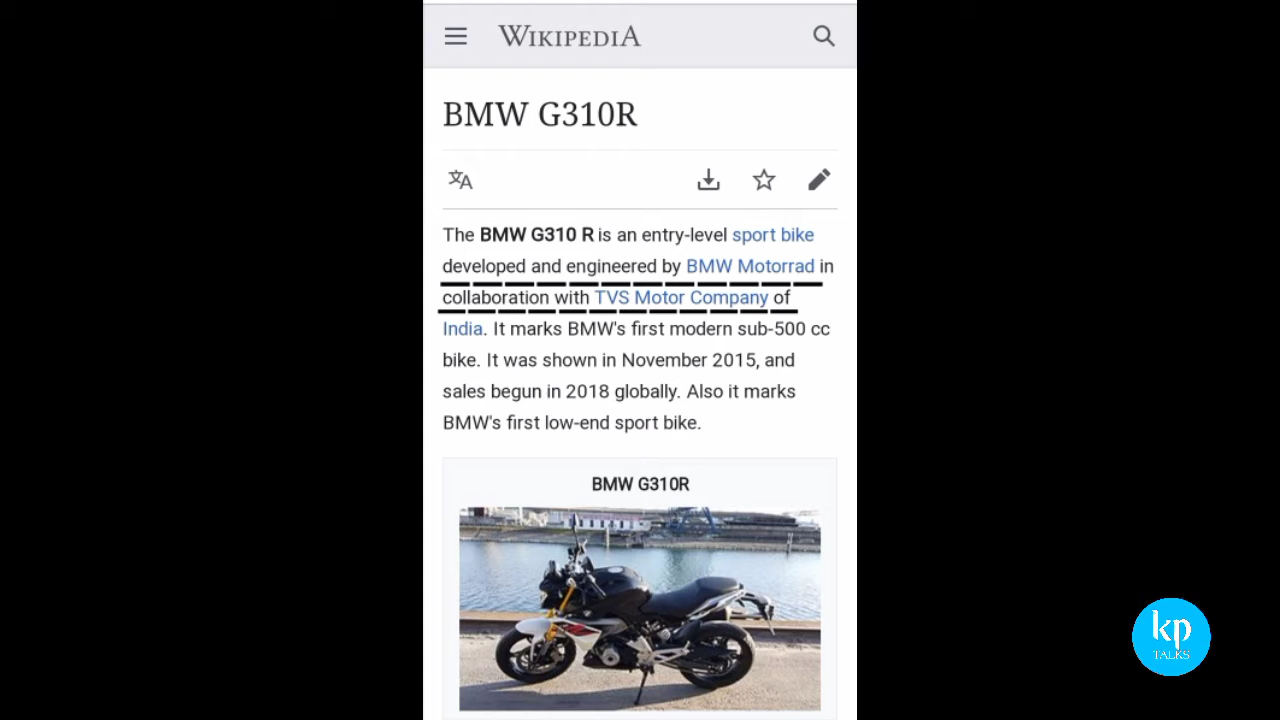 WIKIPEDIA
BMW G310R
The BMW G310 R is an entry-level sport bike
developed and engineered by BMW Motorrad in
collaboration with TVS Motor Company of
India. It marks BMW's first modern sub-500 cc
bike. It was shown in November 2015, and
sales begun in 2018 globally. Also it marks
BMW's first low-end sport bike.
BMW G310R
kp
TALKS